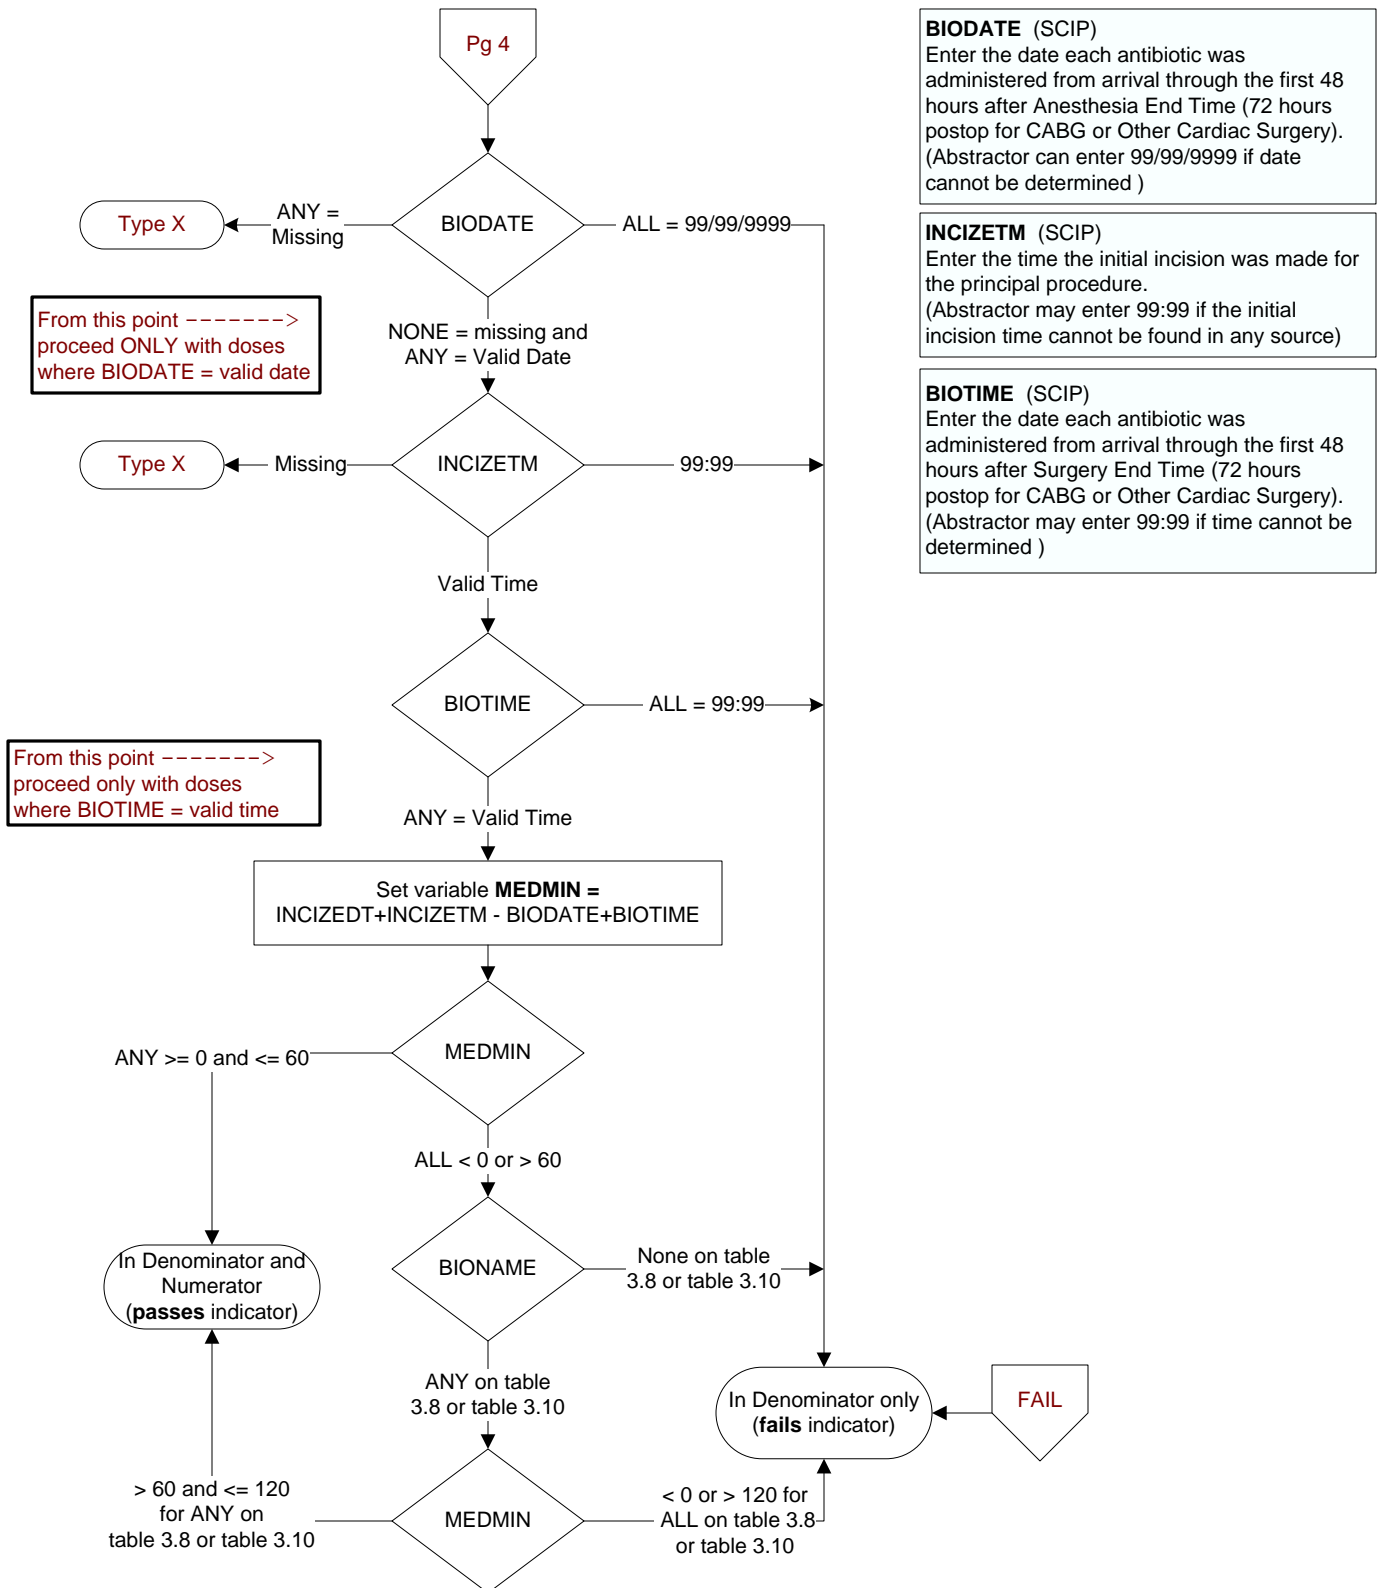 Pg 4
BIODATE (SCIP)
Enter the date each antibiotic was
administered from arrival through the first 48
hours after Anesthesia End Time (72 hours
postop for CABG or Other Cardiac Surgery).
(Abstractor can enter 99/99/9999 if date
cannot be determined )
Type X
ANY =
Missing
BIODATE
ALL = 99/99/9999
INCIZETM (SCIP)
Enter the time the initial incision was made for
the principal procedure.
(Abstractor may enter 99:99 if the initial
incision time cannot be found in any source)
From this point ------->
proceed ONLY with doses
where BIODATE = valid date
NONE = missing and
ANY = Valid Date
BIOTIME (SCIP)
Enter the date each antibiotic was
administered from arrival through the first 48
hours after Surgery End Time (72 hours
postop for CABG or Other Cardiac Surgery).
(Abstractor may enter 99:99 if time cannot be
determined )
Type X
Missing
INCIZETM
99:99
Valid Time
BIOTIME
ALL = 99:99
From this point ------->
proceed only with doses
where BIOTIME = valid time
ANY = Valid Time
Set variable MEDMIN =
INCIZEDT+INCIZETM - BIODATE+BIOTIME
ANY >= 0 and <= 60
MEDMIN
ALL < 0 or > 60
In Denominator and
Numerator
(passes indicator)
BIONAME
None on table
3.8 or table 3.10
ANY on table
3.8 or table 3.10
In Denominator only
(fails indicator)
FAIL
> 60 and <= 120
for ANY on
table 3.8 or table 3.10
MEDMIN
< 0 or > 120 for
ALL on table 3.8
or table 3.10